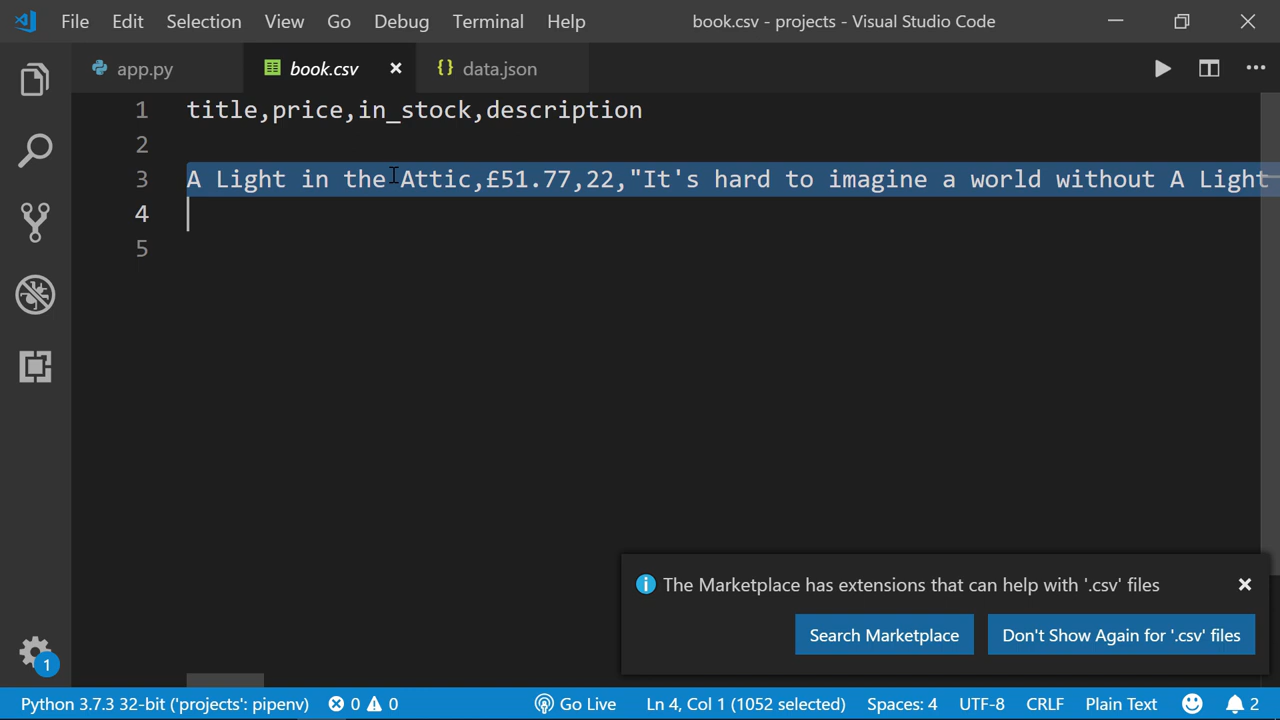 File Edit Selection View Go Debug Terminal Help book.csv - projects - Visual Studio Code
app.py book.csv {} data.json
1 title,price,in_stock,description
2
3 A Light in the Attic,£51.77,22,"It's hard to imagine a world without A Light
4
5
The Marketplace has extensions that can help with '.csv' files
Search Marketplace Don't Show Again for '.csv' files
1
Python 3.7.3 32-bit ('projects': pipenv) 0 0 Go Live Ln 4, Col 1 (1052 selected) Spaces: 4 UTF-8 CRLF Plain Text 2